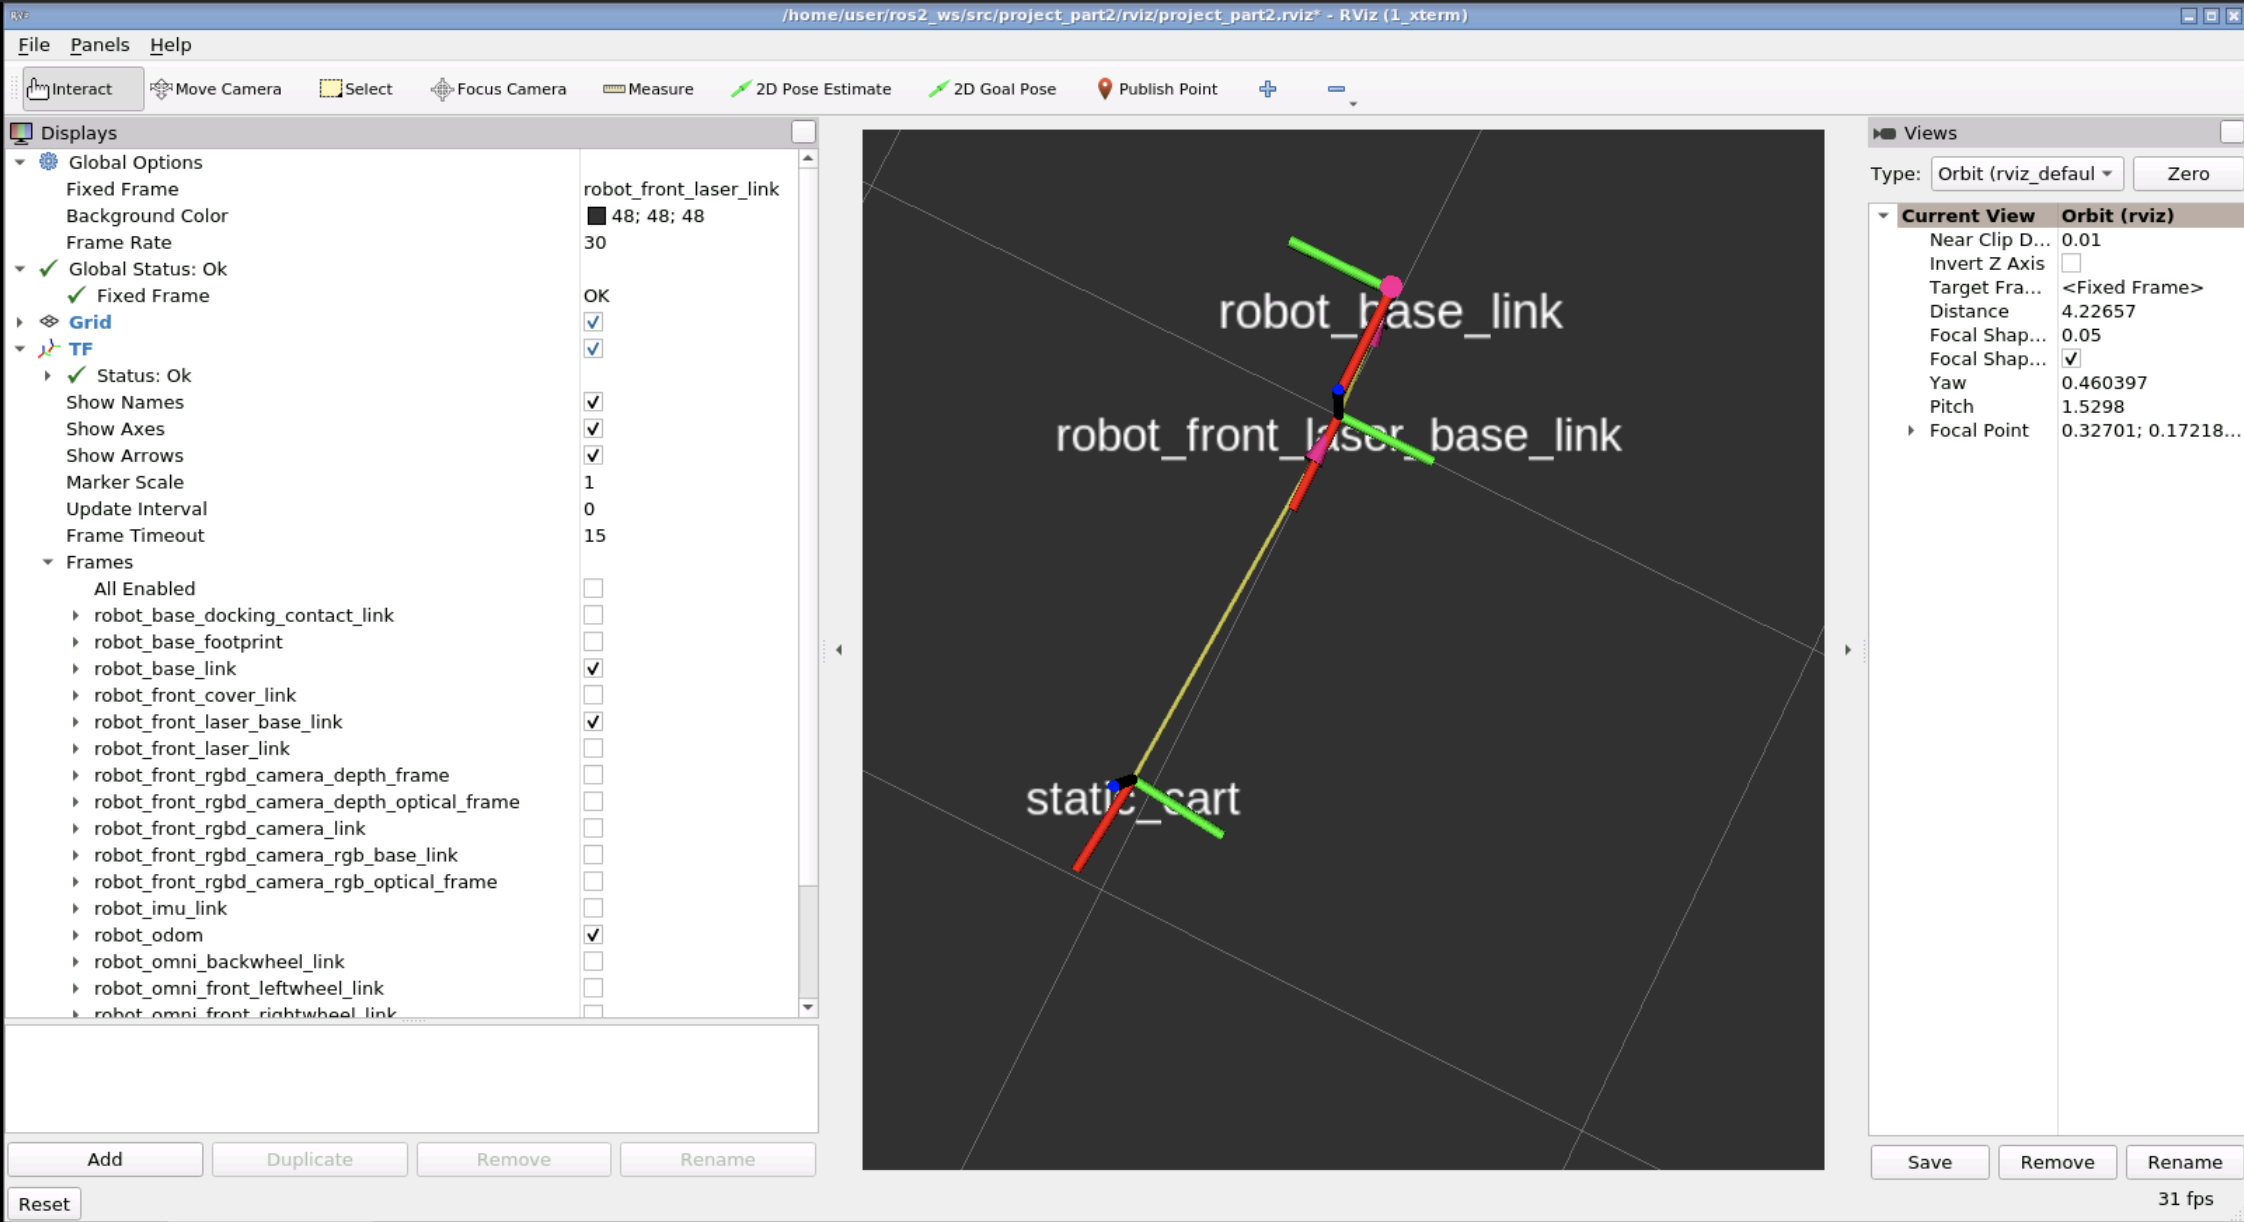 /home/user/ros2_ws/src/project_part2/rviz/project_part2.rviz* - RViz (1_xterm)
File Panels Help
Interact Move Camera Select Focus Camera Measure 2D Pose Estimate 2D Goal Pose Publish Point
Displays
Global Options
Fixed Frame robot_front_laser_link
Background Color 48; 48; 48
Frame Rate 30
Global Status: Ok
Fixed Frame OK
Grid
TF
Status: Ok
Show Names
Show Axes
Show Arrows
Marker Scale 1
Update Interval 0
Frame Timeout 15
Frames
All Enabled
robot_base_docking_contact_link
robot_base_footprint
robot_base_link
robot_front_cover_link
robot_front_laser_base_link
robot_front_laser_link
robot_front_rgbd_camera_depth_frame
robot_front_rgbd_camera_depth_optical_frame
robot_front_rgbd_camera_link
robot_front_rgbd_camera_rgb_base_link
robot_front_rgbd_camera_rgb_optical_frame
robot_imu_link
robot_odom
robot_omni_backwheel_link
robot_omni_front_leftwheel_link
robot_omni_front_rightwheel_link
Add Duplicate Remove Rename
Reset
robot_base_link
robot_front_laser_base_link
static_cart
Views
Type: Orbit (rviz_defaul Zero
Current View Orbit (rviz)
Near Clip D... 0.01
Invert Z Axis
Target Fra... <Fixed Frame>
Distance 4.22657
Focal Shap... 0.05
Focal Shap...
Yaw 0.460397
Pitch 1.5298
Focal Point 0.32701; 0.17218...
Save Remove Rename
31 fps